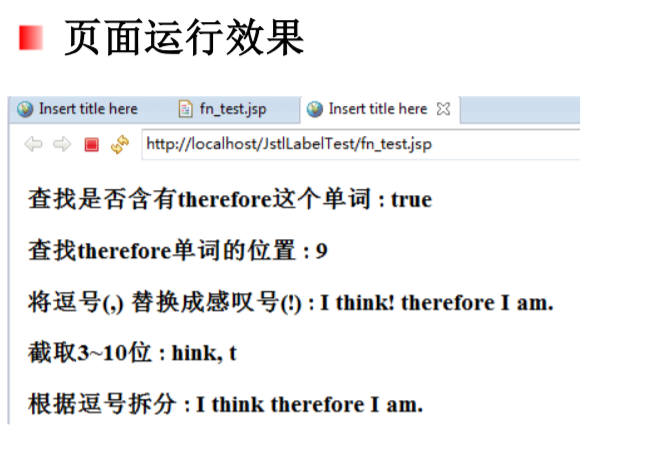 页面运行效果
Insert title here fn_test.jsp Insert title here
http://localhost/JstlLabelTest/fn_test.jsp
查找是否含有therefore这个单词 : true
查找therefore单词的位置 : 9
将逗号(,) 替换成感叹号(!) : I think! therefore I am.
截取3~10位 : hink, t
根据逗号拆分 : I think therefore I am.